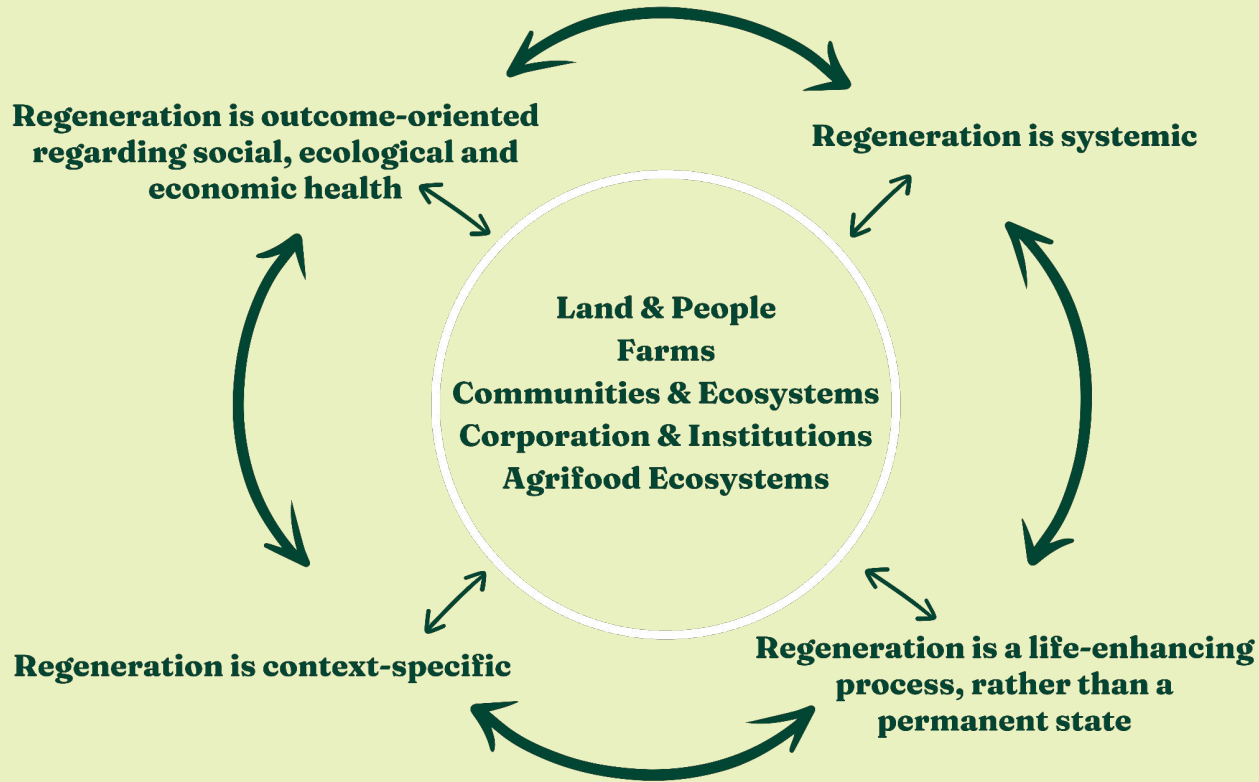 Regeneration is outcome-oriented
regarding social, ecological and
economic health
Regeneration is systemic
Land & People
Farms
Communities & Ecosystems
Corporation & Institutions
Agrifood Ecosystems
Regeneration is context-specific
Regeneration is a life-enhancing
process, rather than a
permanent state